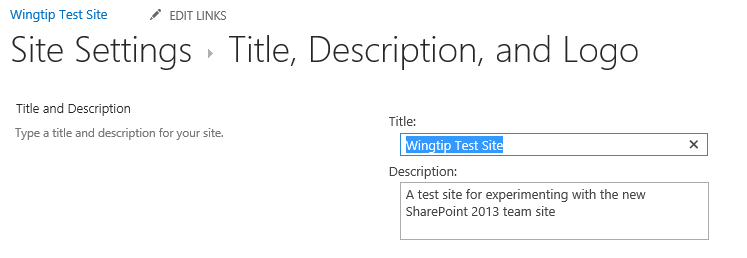 Wingtip Test Site EDIT LINKS
Site Settings ▸ Title, Description, and Logo
Title and Description
Type a title and description for your site.
Title:
Wingtip Test Site
Description:
A test site for experimenting with the new
SharePoint 2013 team site